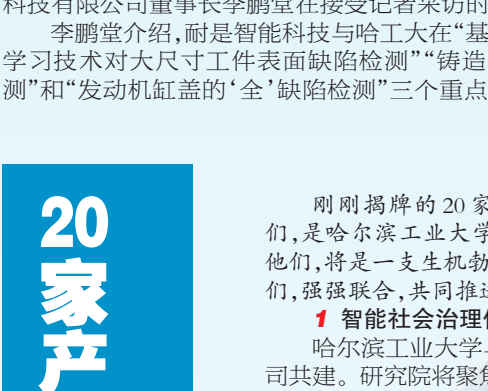 科技有限公司董事长李鹏堂在接受记者采访的
李鹏堂介绍,耐是智能科技与哈工大在“基
学习技术对大尺寸工件表面缺陷检测”“铸造
测”和“发动机缸盖的‘全’缺陷检测”三个重点
20
家
产
刚刚揭牌的20家
们,是哈尔滨工业大学
他们,将是一支生机勃
们,强强联合,共同推进
1 智能社会治理
哈尔滨工业大学与
司共建。研究院将聚焦